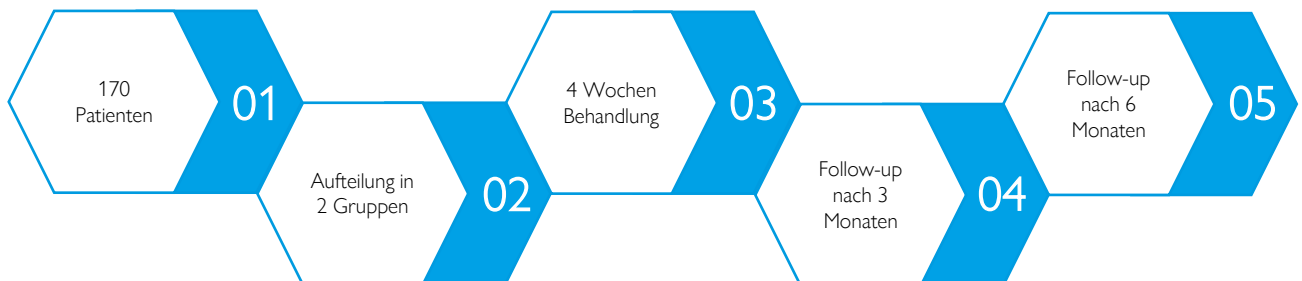 170
Patienten
01
Aufteilung in
2 Gruppen
02
4 Wochen
Behandlung
03
Follow-up
nach 3
Monaten
04
Follow-up
nach 6
Monaten
05